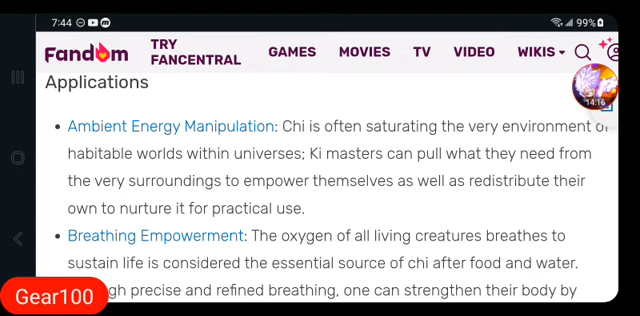 7:44 99%
Fandom TRY FANCENTRAL GAMES MOVIES TV VIDEO WIKIS
14:16
Applications
• Ambient Energy Manipulation: Chi is often saturating the very environment of
habitable worlds within universes; Ki masters can pull what they need from
the very surroundings to empower themselves as well as redistribute their
own to nurture it for practical use.
• Breathing Empowerment: The oxygen of all living creatures breathes to
sustain life is considered the essential source of chi after food and water.
gh precise and refined breathing, one can strengthen their body by
Gear100